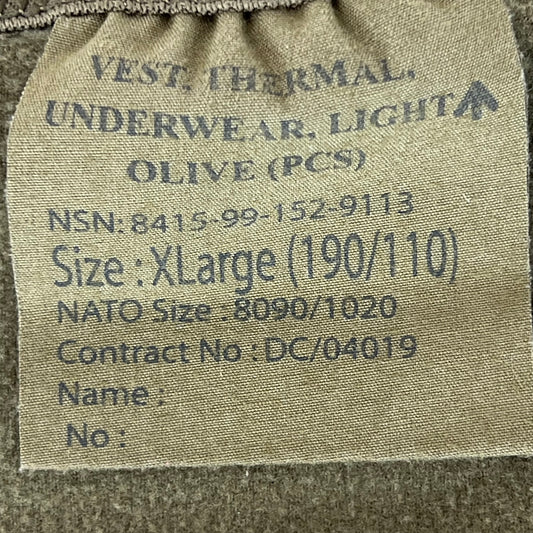 VEST, THERMAL,
UNDERWEAR, LIGHT
OLIVE (PCS)
NSN: 8415-99-152-9113
Size : XLarge (190/110)
NATO Size : 8090/1020
Contract No : DC/04019
Name :
No :